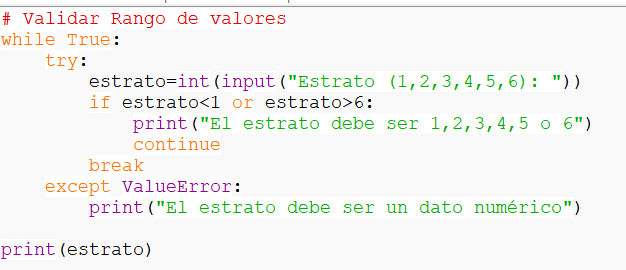 # Validar Rango de valores
while True:
    try:
        estrato=int(input("Estrato (1,2,3,4,5,6): "))
        if estrato<1 or estrato>6:
            print("El estrato debe ser 1,2,3,4,5 o 6")
            continue
        break
    except ValueError:
        print("El estrato debe ser un dato numérico")
print(estrato)